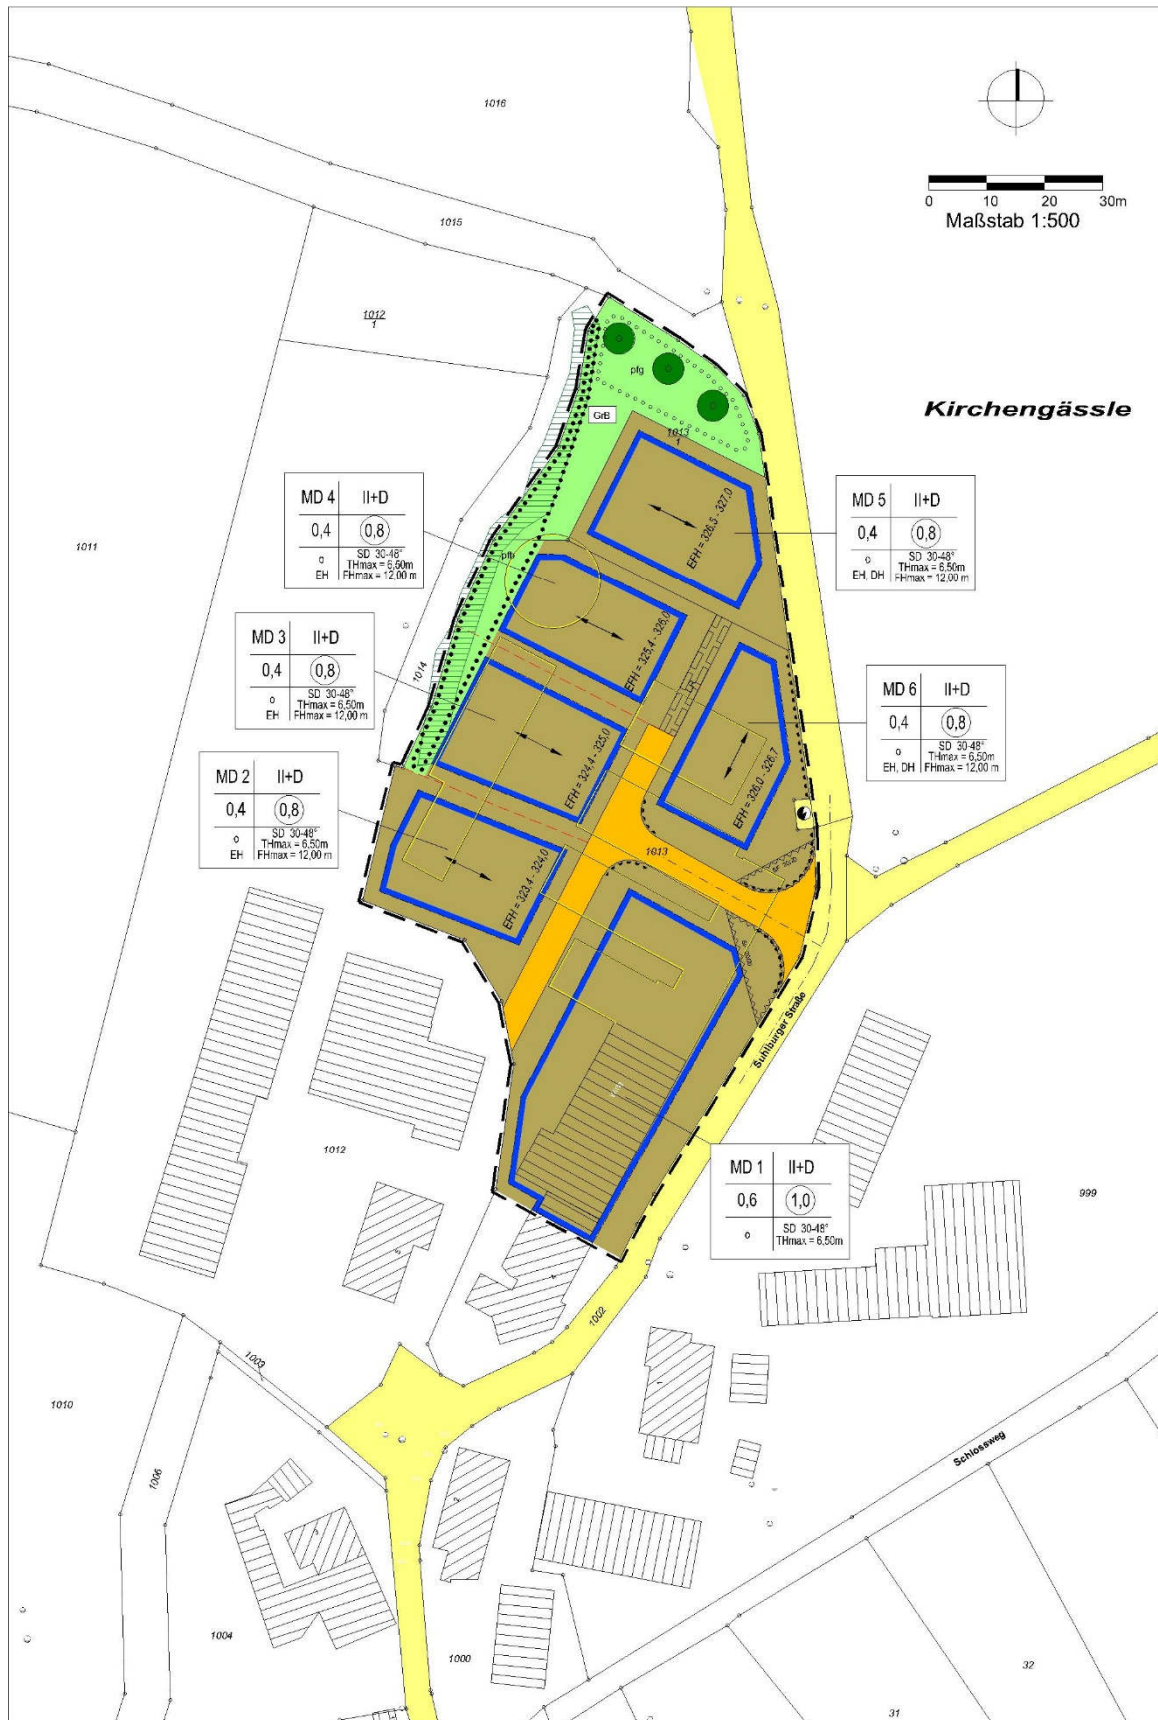 1016
0 10 20 30m
Maßstab 1:500
1015
1012
1
pfg
GrB
Kirchengässle
1013
1
MD 4 II+D
0,4 0,8
o SD 30-48°
THmax = 6,50m
EH FHmax = 12,00 m
MD 5 II+D
0,4 0,8
o SD 30-48°
THmax = 6,50m
EH, DH FHmax = 12,00 m
EFH = 326,5 - 327,0
1011
pfb
MD 3 II+D
0,4 0,8
o SD 30-48°
THmax = 6,50m
EH FHmax = 12,00 m
EFH = 325,4 - 326,0
1014
MD 6 II+D
0,4 0,8
o SD 30-48°
THmax = 6,50m
EH, DH FHmax = 12,00 m
EFH = 324,4 - 325,0
EFH = 326,0 - 326,7
MD 2 II+D
0,4 0,8
o SD 30-48°
THmax = 6,50m
EH FHmax = 12,00 m
1013
EFH = 323,4 - 324,0
Suhlburger Straße
1012
MD 1 II+D
0,6 1,0
o SD 30-48°
THmax = 6,50m
999
1002
1003
1010
Schlossweg
1006
1004
1000
32
31